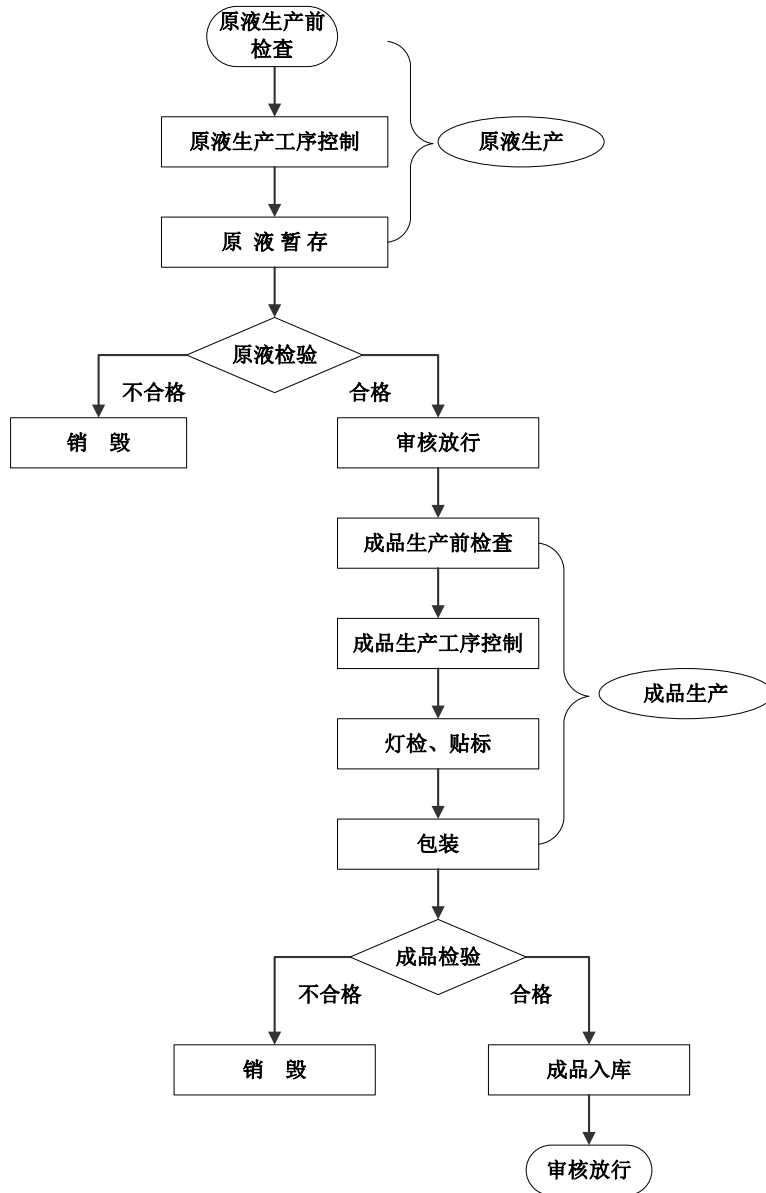 原液生产前
检查
原液生产工序控制
原液生产
原 液 暂 存
原液检验
不合格
合格
销 毁
审核放行
成品生产前检查
成品生产工序控制
成品生产
灯检、贴标
包装
成品检验
不合格
合格
销 毁
成品入库
审核放行